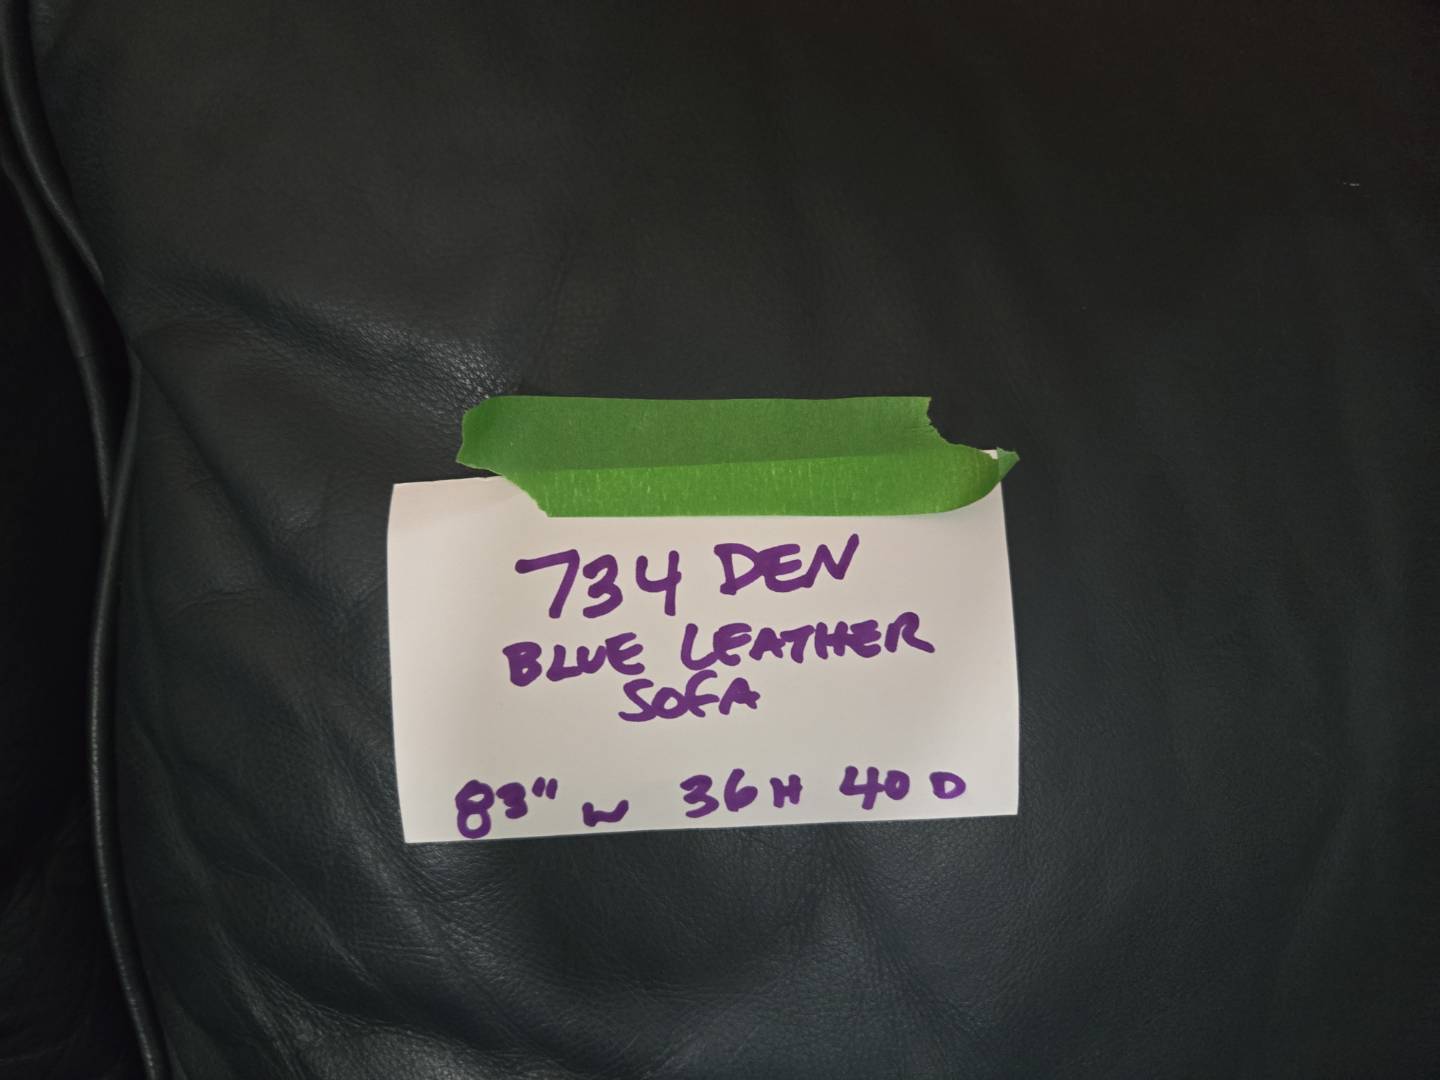 734 DEN
BLUE LEATHER
SOFA
83" W 36 H 40 D